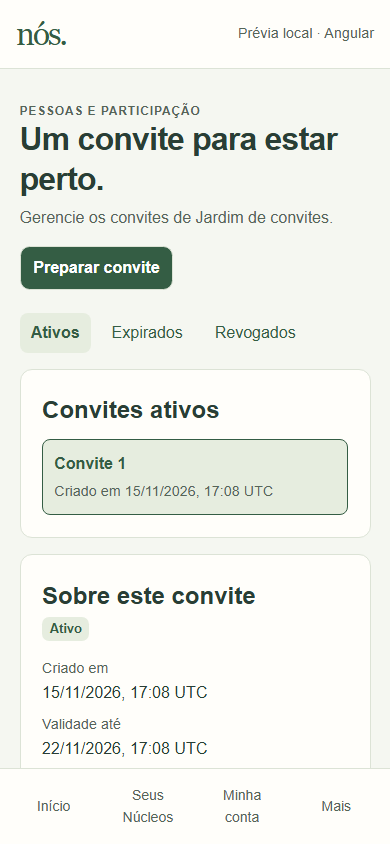 nós.
Prévia local · Angular
PESSOAS E PARTICIPAÇÃO
Um convite para estar
perto.
Gerencie os convites de Jardim de convites.
Preparar convite
Ativos
Expirados
Revogados
Convites ativos
Convite 1
Criado em 15/11/2026, 17:08 UTC
Sobre este convite
Ativo
Criado em
15/11/2026, 17:08 UTC
Validade até
22/11/2026, 17:08 UTC
Início
Seus
Núcleos
Minha
conta
Mais